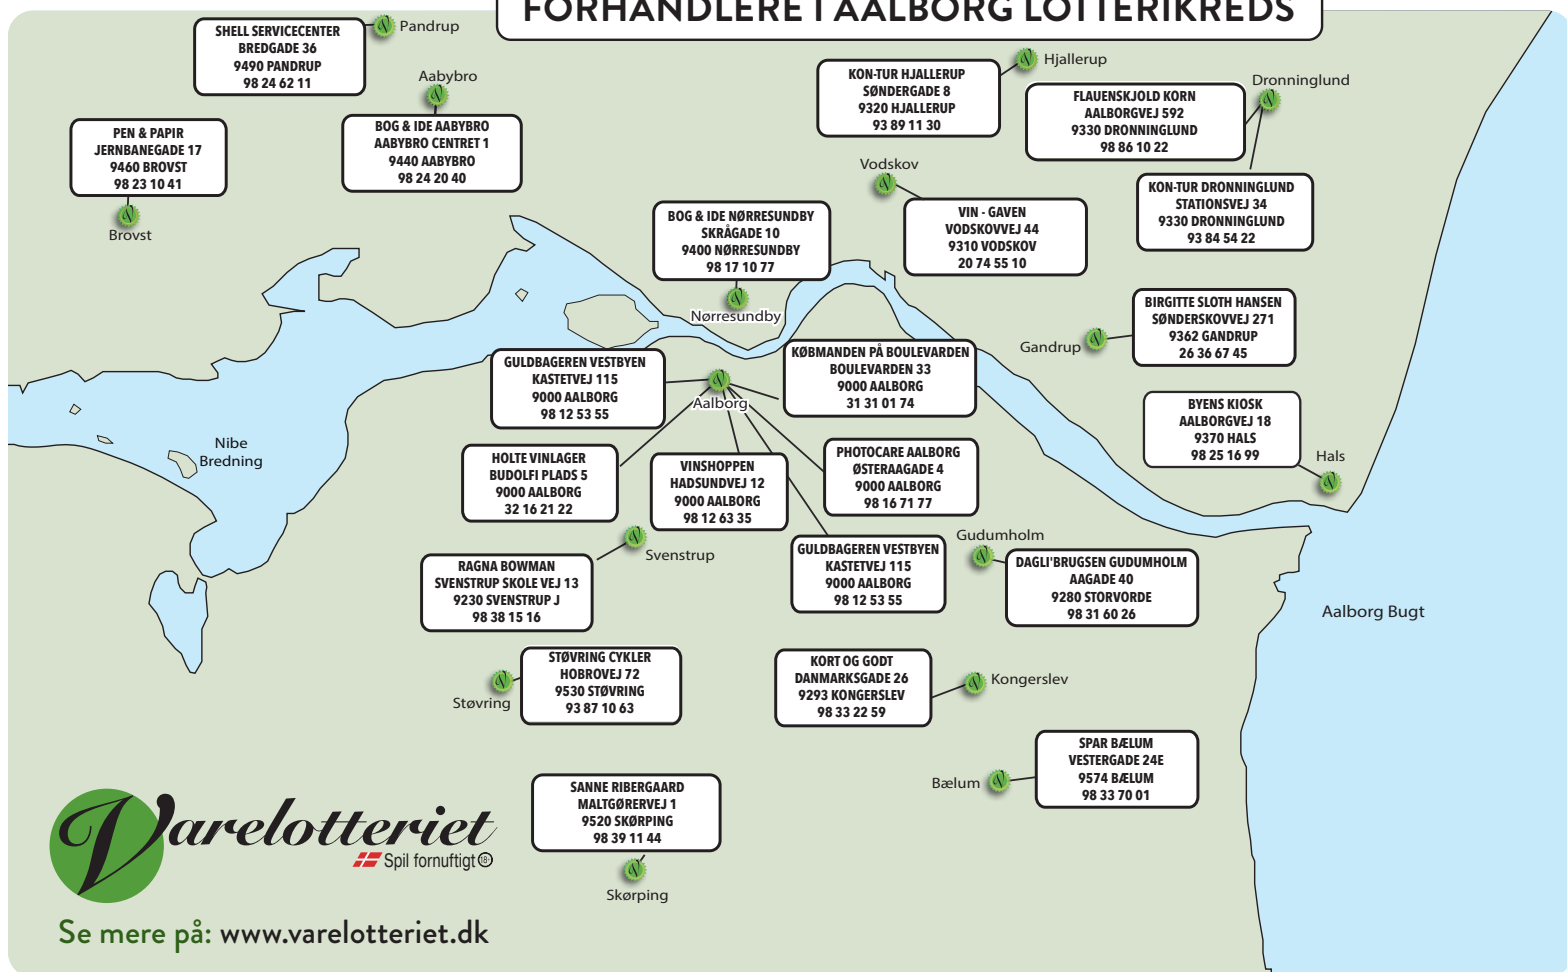 FORHANDLERE I AALBORG LOTTERIKREDS
SHELL SERVICECENTER
BREDGADE 36
9490 PANDRUP
98 24 62 11
Pandrup
Aabybro
BOG & IDE AABYBRO
AABYBRO CENTRET 1
9440 AABYBRO
98 24 20 40
PEN & PAPIR
JERNBANEGADE 17
9460 BROVST
98 23 10 41
Brovst
KON-TUR HJALLERUP
SØNDERGADE 8
9320 HJALLERUP
93 89 11 30
Hjallerup
Dronninglund
FLAUENSKJOLD KORN
AALBORGVEJ 592
9330 DRONNINGLUND
98 86 10 22
KON-TUR DRONNINGLUND
STATIONSVEJ 34
9330 DRONNINGLUND
93 84 54 22
Vodskov
VIN - GAVEN
VODSKOVVEJ 44
9310 VODSKOV
20 74 55 10
BOG & IDE NØRRESUNDBY
SKRÅGADE 10
9400 NØRRESUNDBY
98 17 10 77
Nørresundby
BIRGITTE SLOTH HANSEN
SØNDERSKOVVEJ 271
9362 GANDRUP
26 36 67 45
Gandrup
GULDBAGEREN VESTBYEN
KASTETVEJ 115
9000 AALBORG
98 12 53 55
Aalborg
KØBMANDEN PÅ BOULEVARDEN
BOULEVARDEN 33
9000 AALBORG
31 31 01 74
BYENS KIOSK
AALBORGVEJ 18
9370 HALS
98 25 16 99
Hals
Nibe
Bredning
HOLTE VINLAGER
BUDOLFI PLADS 5
9000 AALBORG
32 16 21 22
VINSHOPPEN
HADSUNDVEJ 12
9000 AALBORG
98 12 63 35
PHOTOCARE AALBORG
ØSTERAAGADE 4
9000 AALBORG
98 16 71 77
GULDBAGEREN VESTBYEN
KASTETVEJ 115
9000 AALBORG
98 12 53 55
Svenstrup
RAGNA BOWMAN
SVENSTRUP SKOLE VEJ 13
9230 SVENSTRUP J
98 38 15 16
Gudumholm
DAGLI'BRUGSEN GUDUMHOLM
AAGADE 40
9280 STORVORDE
98 31 60 26
Aalborg Bugt
STØVRING CYKLER
HOBROVEJ 72
9530 STØVRING
93 87 10 63
Støvring
KORT OG GODT
DANMARKSGADE 26
9293 KONGERSLEV
98 33 22 59
Kongerslev
SPAR BÆLUM
VESTERGADE 24E
9574 BÆLUM
98 33 70 01
Bælum
SANNE RIBERGAARD
MALTGØRERVEJ 1
9520 SKØRPING
98 39 11 44
Skørping
Varelotteriet
Spil fornuftigt 18+
Se mere på: www.varelotteriet.dk